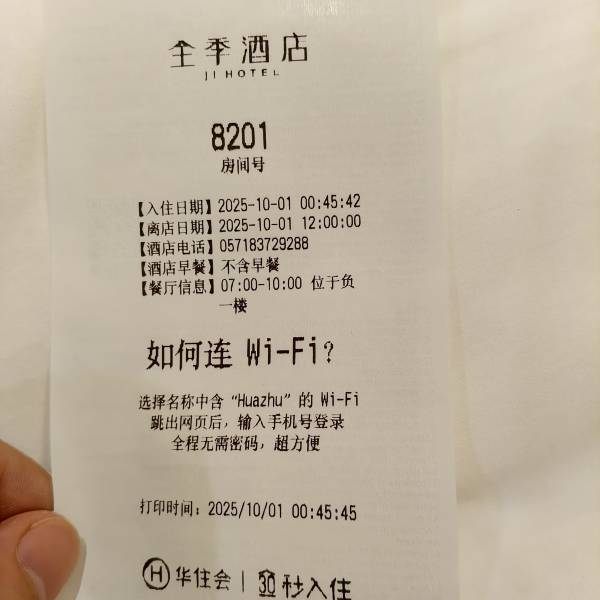 全季酒店
JI HOTEL
8201
房间号
【入住日期】2025-10-01 00:45:42
【离店日期】2025-10-01 12:00:00
【酒店电话】057183729288
【酒店早餐】不含早餐
【餐厅信息】07:00-10:00 位于负
一楼
如何连 Wi-Fi?
选择名称中含“Huazhu”的 Wi-Fi
跳出网页后，输入手机号登录
全程无需密码，超方便
打印时间：2025/10/01 00:45:45
H 华住会 | 30 秒入住